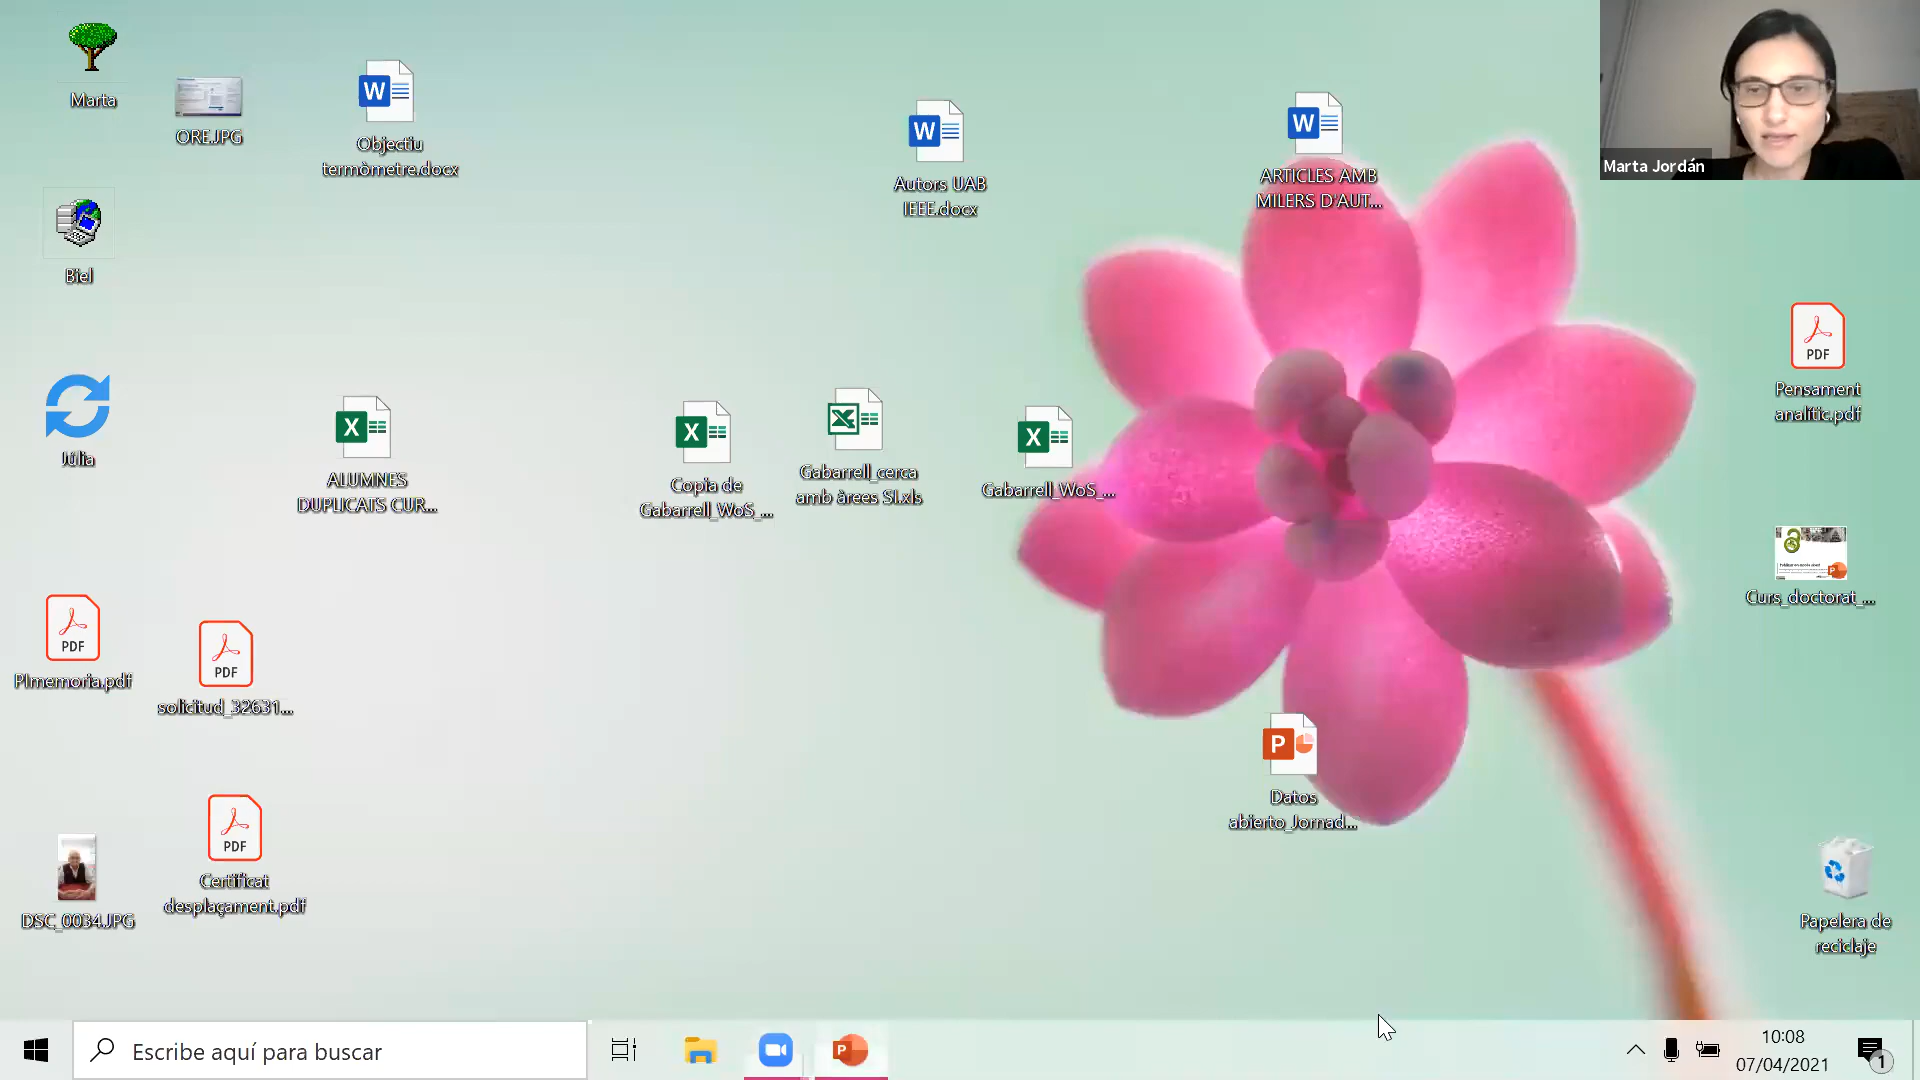 Marta
ORE.JPG
Objectiu
termòmetre.docx
Autors UAB
IEEE.docx
ARTICLES AMB
MILERS D'AUT...
Marta Jordán
Biel
Júlia
ALUMNES
DUPLICATS CUR...
Copia de
Gabarrell_WoS_...
Gabarrell_cerca
amb àrees SI.xls
Gabarrell_WoS_...
PDF
Pensament
analític.pdf
Curs_doctorat_...
PDF
PImemoria.pdf
PDF
solicitud_32631...
Datos
abierto_Jornad...
PDF
Certificat
desplaçament.pdf
DSC_0034.JPG
Papelera de
reciclaje
Escribe aquí para buscar
10:08
07/04/2021
1